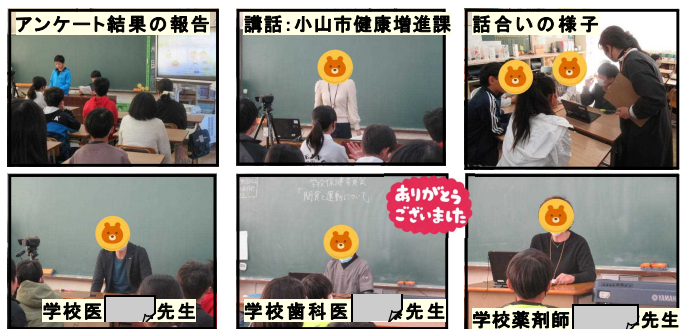 アンケート結果の報告
講話:小山市健康増進課
話合いの様子
ありがとう
ございました
学校医
先生
学校歯科医
先生
学校薬剤師
先生
YAMAHA